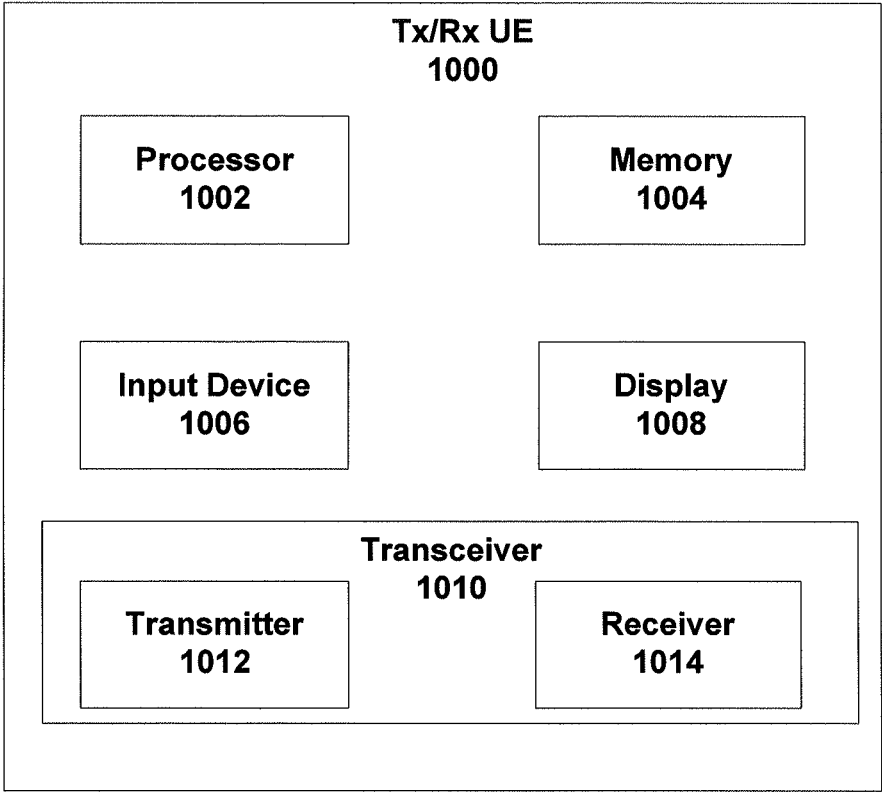 Tx/Rx UE
1000
Processor
1002
Memory
1004
Input Device
1006
Display
1008
Transceiver
1010
Transmitter
1012
Receiver
1014